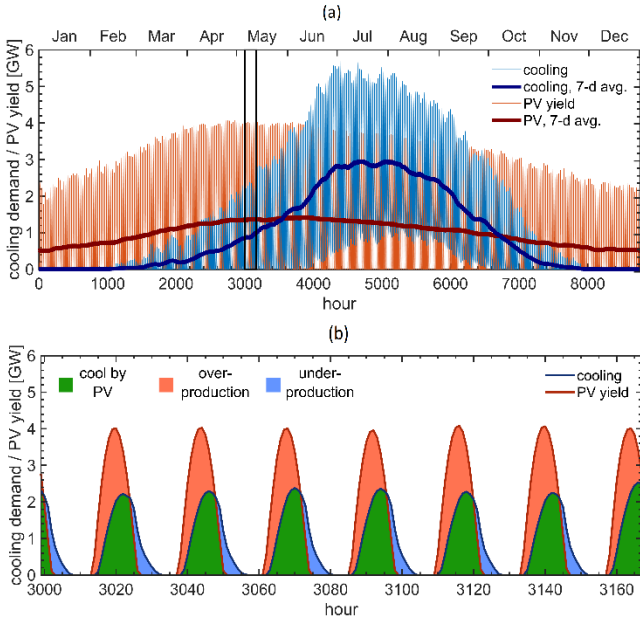 (a)
Jan Feb Mar Apr May Jun Jul Aug Sep Oct Nov Dec
cooling demand / PV yield [GW]
6
5
4
3
2
1
0
cooling
cooling, 7-d avg.
PV yield
PV, 7-d avg.
0 1000 2000 3000 4000 5000 6000 7000 8000
hour
(b)
cooling demand / PV yield [GW]
6
5
4
3
2
1
0
cool by
PV
over-
production
under-
production
cooling
PV yield
3000 3020 3040 3060 3080 3100 3120 3140 3160
hour